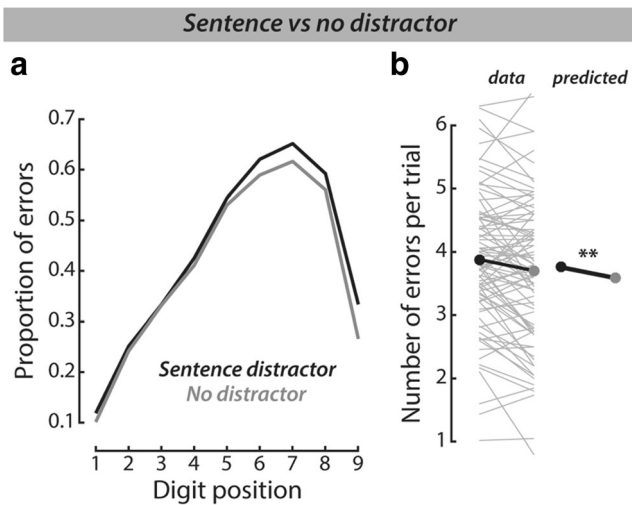 Sentence vs no distractor
a
Proportion of errors
0.7
0.6
0.5
0.4
0.3
0.2
0.1
Sentence distractor
No distractor
1 2 3 4 5 6 7 8 9
Digit position
b
data predicted
Number of errors per trial
6
5
4
3
2
1
**